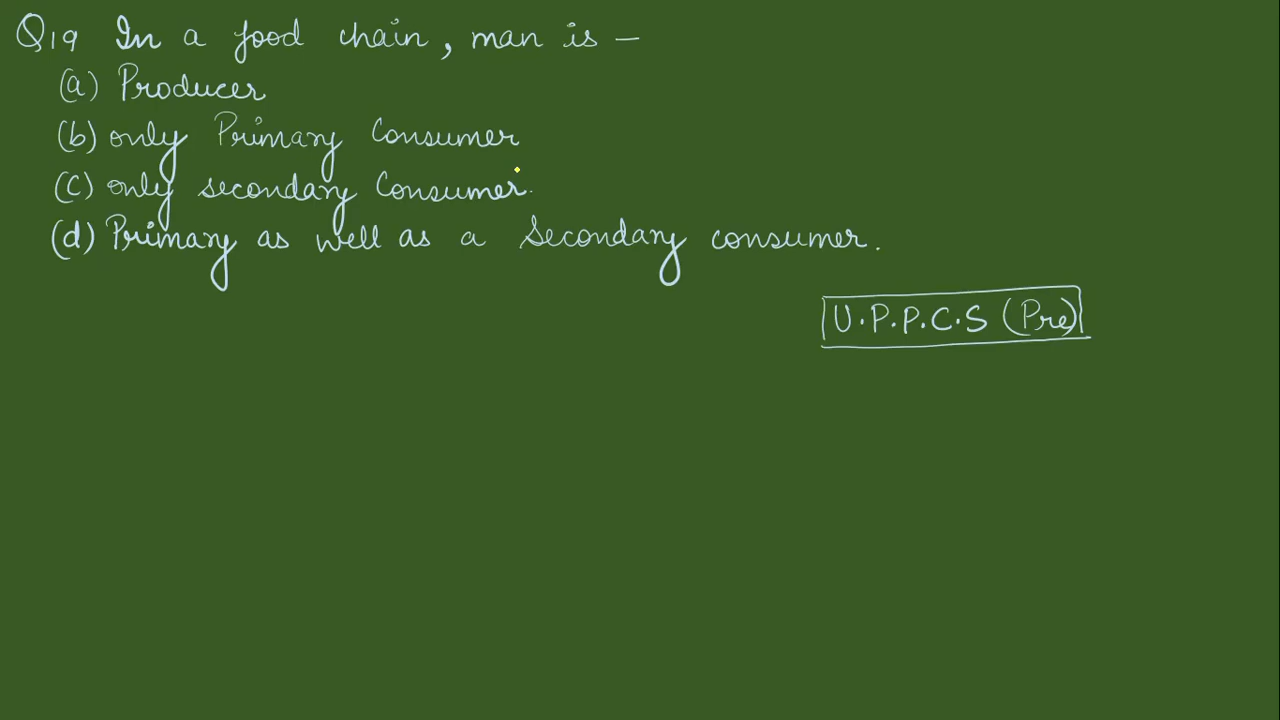 Q19 In a food chain, man is –
(a) Producer
(b) only Primary Consumer
(c) only secondary Consumer.
(d) Primary as well as a Secondary consumer.
U.P.P.C.S (Pre)